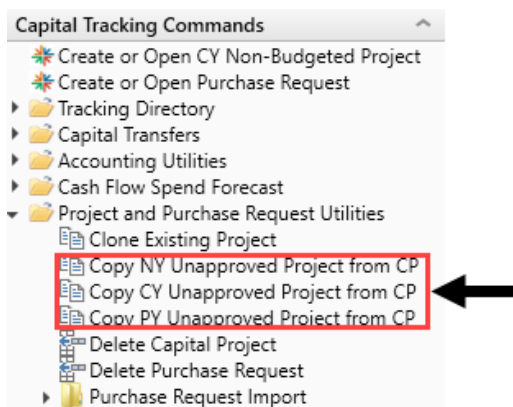 Capital Tracking Commands
Create or Open CY Non-Budgeted Project
Create or Open Purchase Request
Tracking Directory
Capital Transfers
Accounting Utilities
Cash Flow Spend Forecast
Project and Purchase Request Utilities
Clone Existing Project
Copy NY Unapproved Project from CP
Copy CY Unapproved Project from CP
Copy PY Unapproved Project from CP
Delete Capital Project
Delete Purchase Request
Purchase Request Import